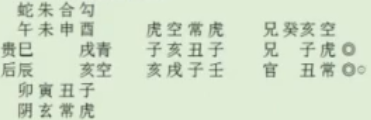 蛇朱合勾
午未申酉　虎空常虎　兄癸亥空
贵巳　戌青　子亥丑子　兄　子虎◎
后辰　亥空　亥戌子壬　官　丑常◎○
卯寅丑子
阴玄常虎